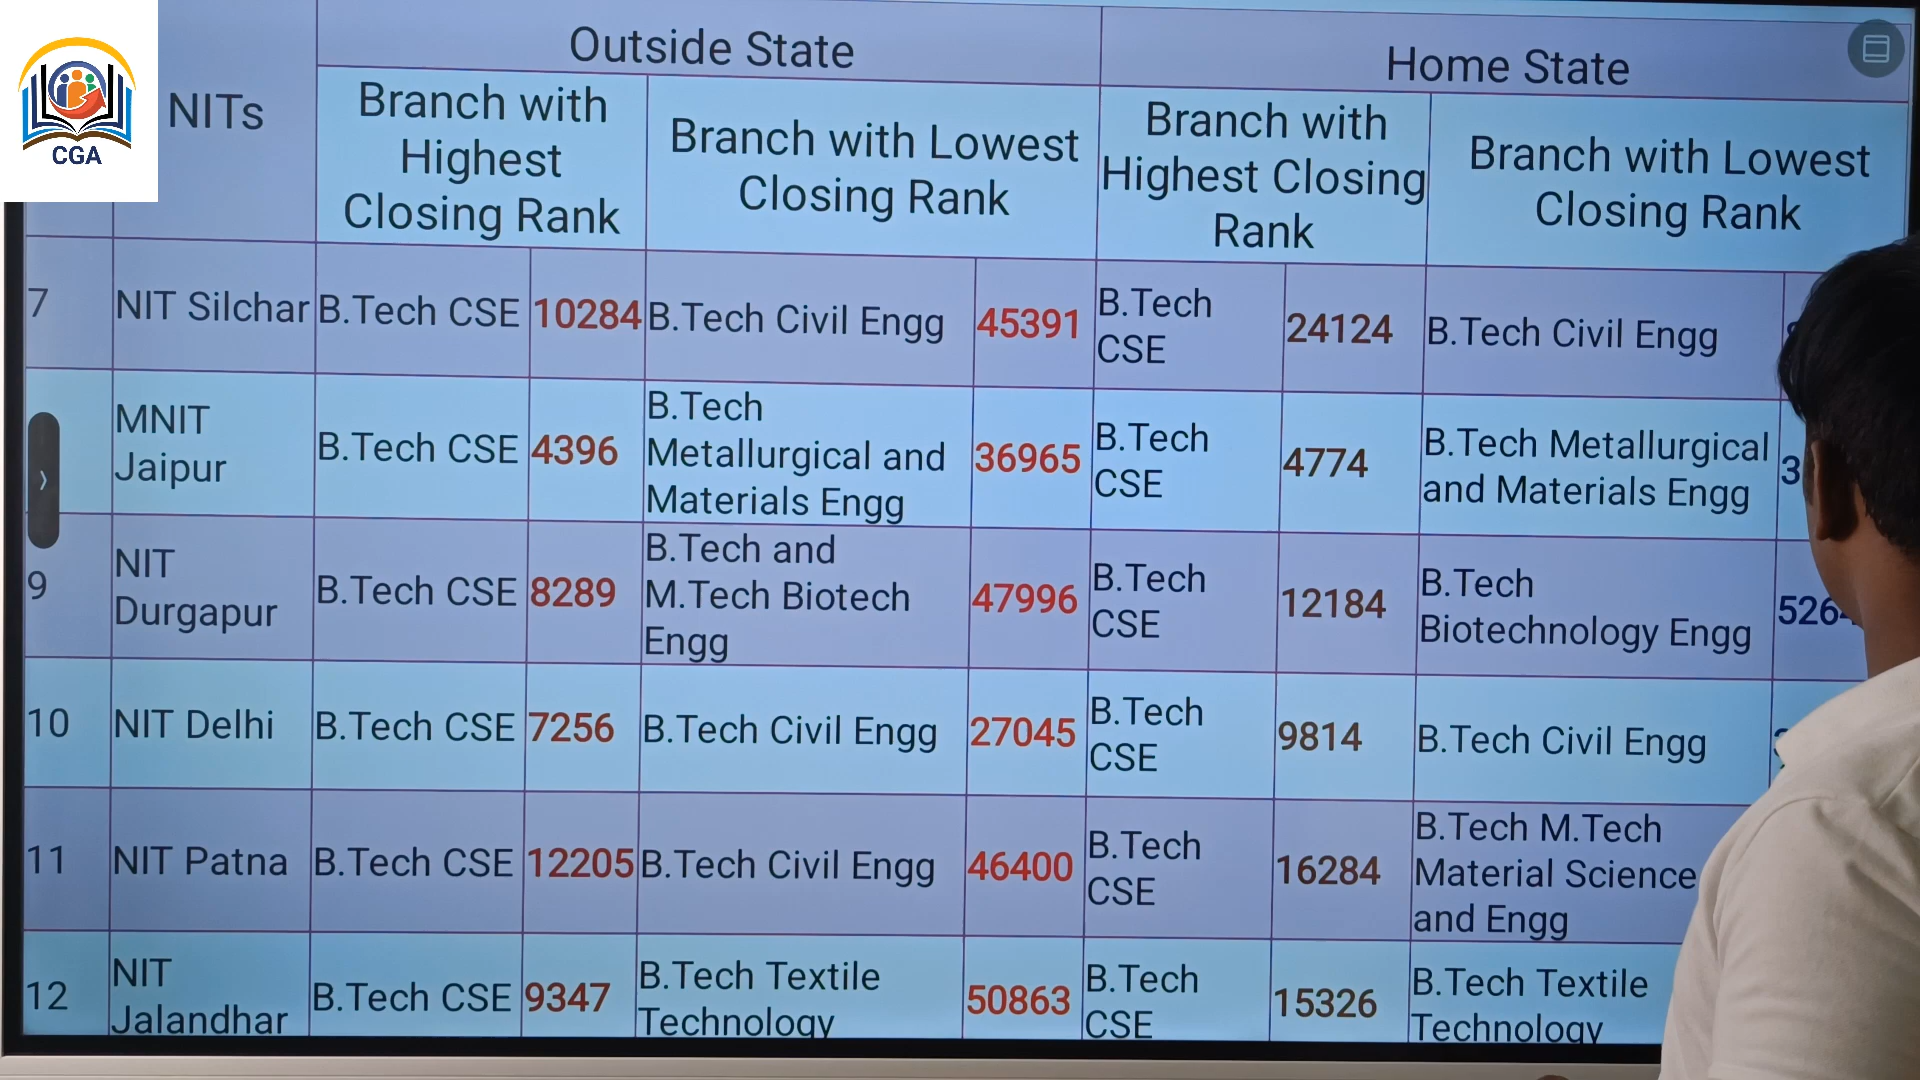 CGA
NITs
Outside State
Home State
Branch with
Highest
Closing Rank
Branch with Lowest
Closing Rank
Branch with
Highest Closing
Rank
Branch with Lowest
Closing Rank
7
NIT Silchar
B.Tech CSE
10284
B.Tech Civil Engg
45391
B.Tech
CSE
24124
B.Tech Civil Engg
MNIT
Jaipur
B.Tech CSE
4396
B.Tech
Metallurgical and
Materials Engg
36965
B.Tech
CSE
4774
B.Tech Metallurgical
and Materials Engg
9
NIT
Durgapur
B.Tech CSE
8289
B.Tech and
M.Tech Biotech
Engg
47996
B.Tech
CSE
12184
B.Tech
Biotechnology Engg
10
NIT Delhi
B.Tech CSE
7256
B.Tech Civil Engg
27045
B.Tech
CSE
9814
B.Tech Civil Engg
11
NIT Patna
B.Tech CSE
12205
B.Tech Civil Engg
46400
B.Tech
CSE
16284
B.Tech M.Tech
Material Science
and Engg
12
NIT
Jalandhar
B.Tech CSE
9347
B.Tech Textile
Technology
50863
B.Tech
CSE
15326
B.Tech Textile
Technology